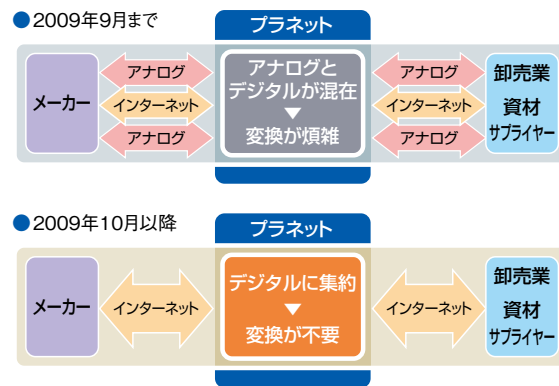 ●2009年9月まで
プラネット
メーカー
アナログ
インターネット
アナログ
アナログと
デジタルが混在
▼
変換が煩雑
アナログ
インターネット
アナログ
卸売業
資材
サプライヤー
●2009年10月以降
プラネット
メーカー
インターネット
デジタルに集約
▼
変換が不要
インターネット
卸売業
資材
サプライヤー